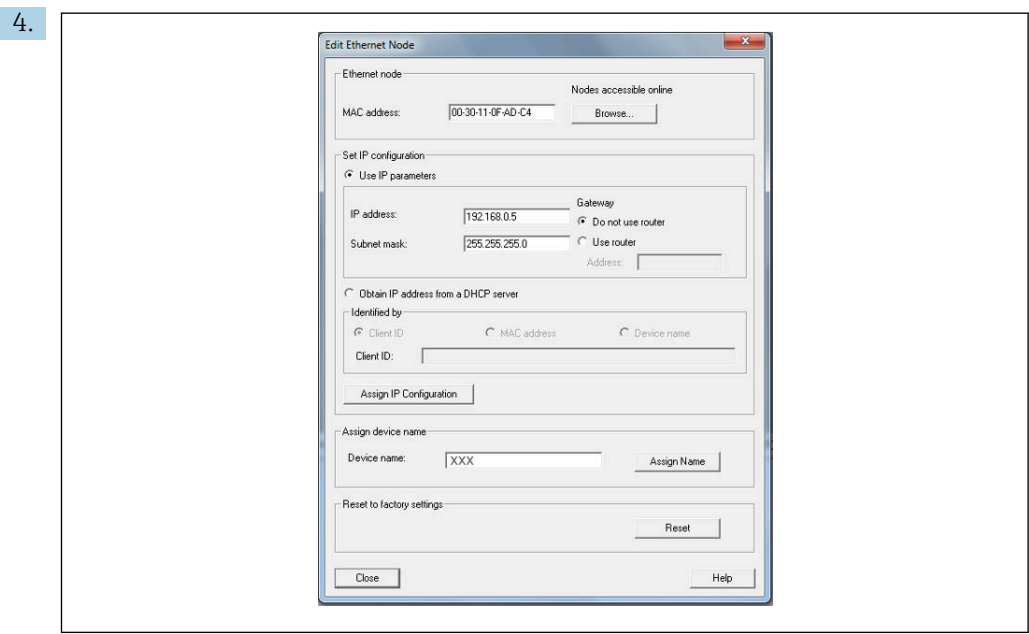 4.
Edit Ethernet Node
Ethernet node
Nodes accessible online
MAC address: 00-30-11-0F-AD-C4 Browse...
Set IP configuration
Use IP parameters
Gateway
IP address: 192.168.0.5 Do not use router
Subnet mask: 255.255.255.0 Use router
Address:
Obtain IP address from a DHCP server
Identified by
Client ID MAC address Device name
Client ID:
Assign IP Configuration
Assign device name
Device name: XXX Assign Name
Reset to factory settings
Reset
Close Help